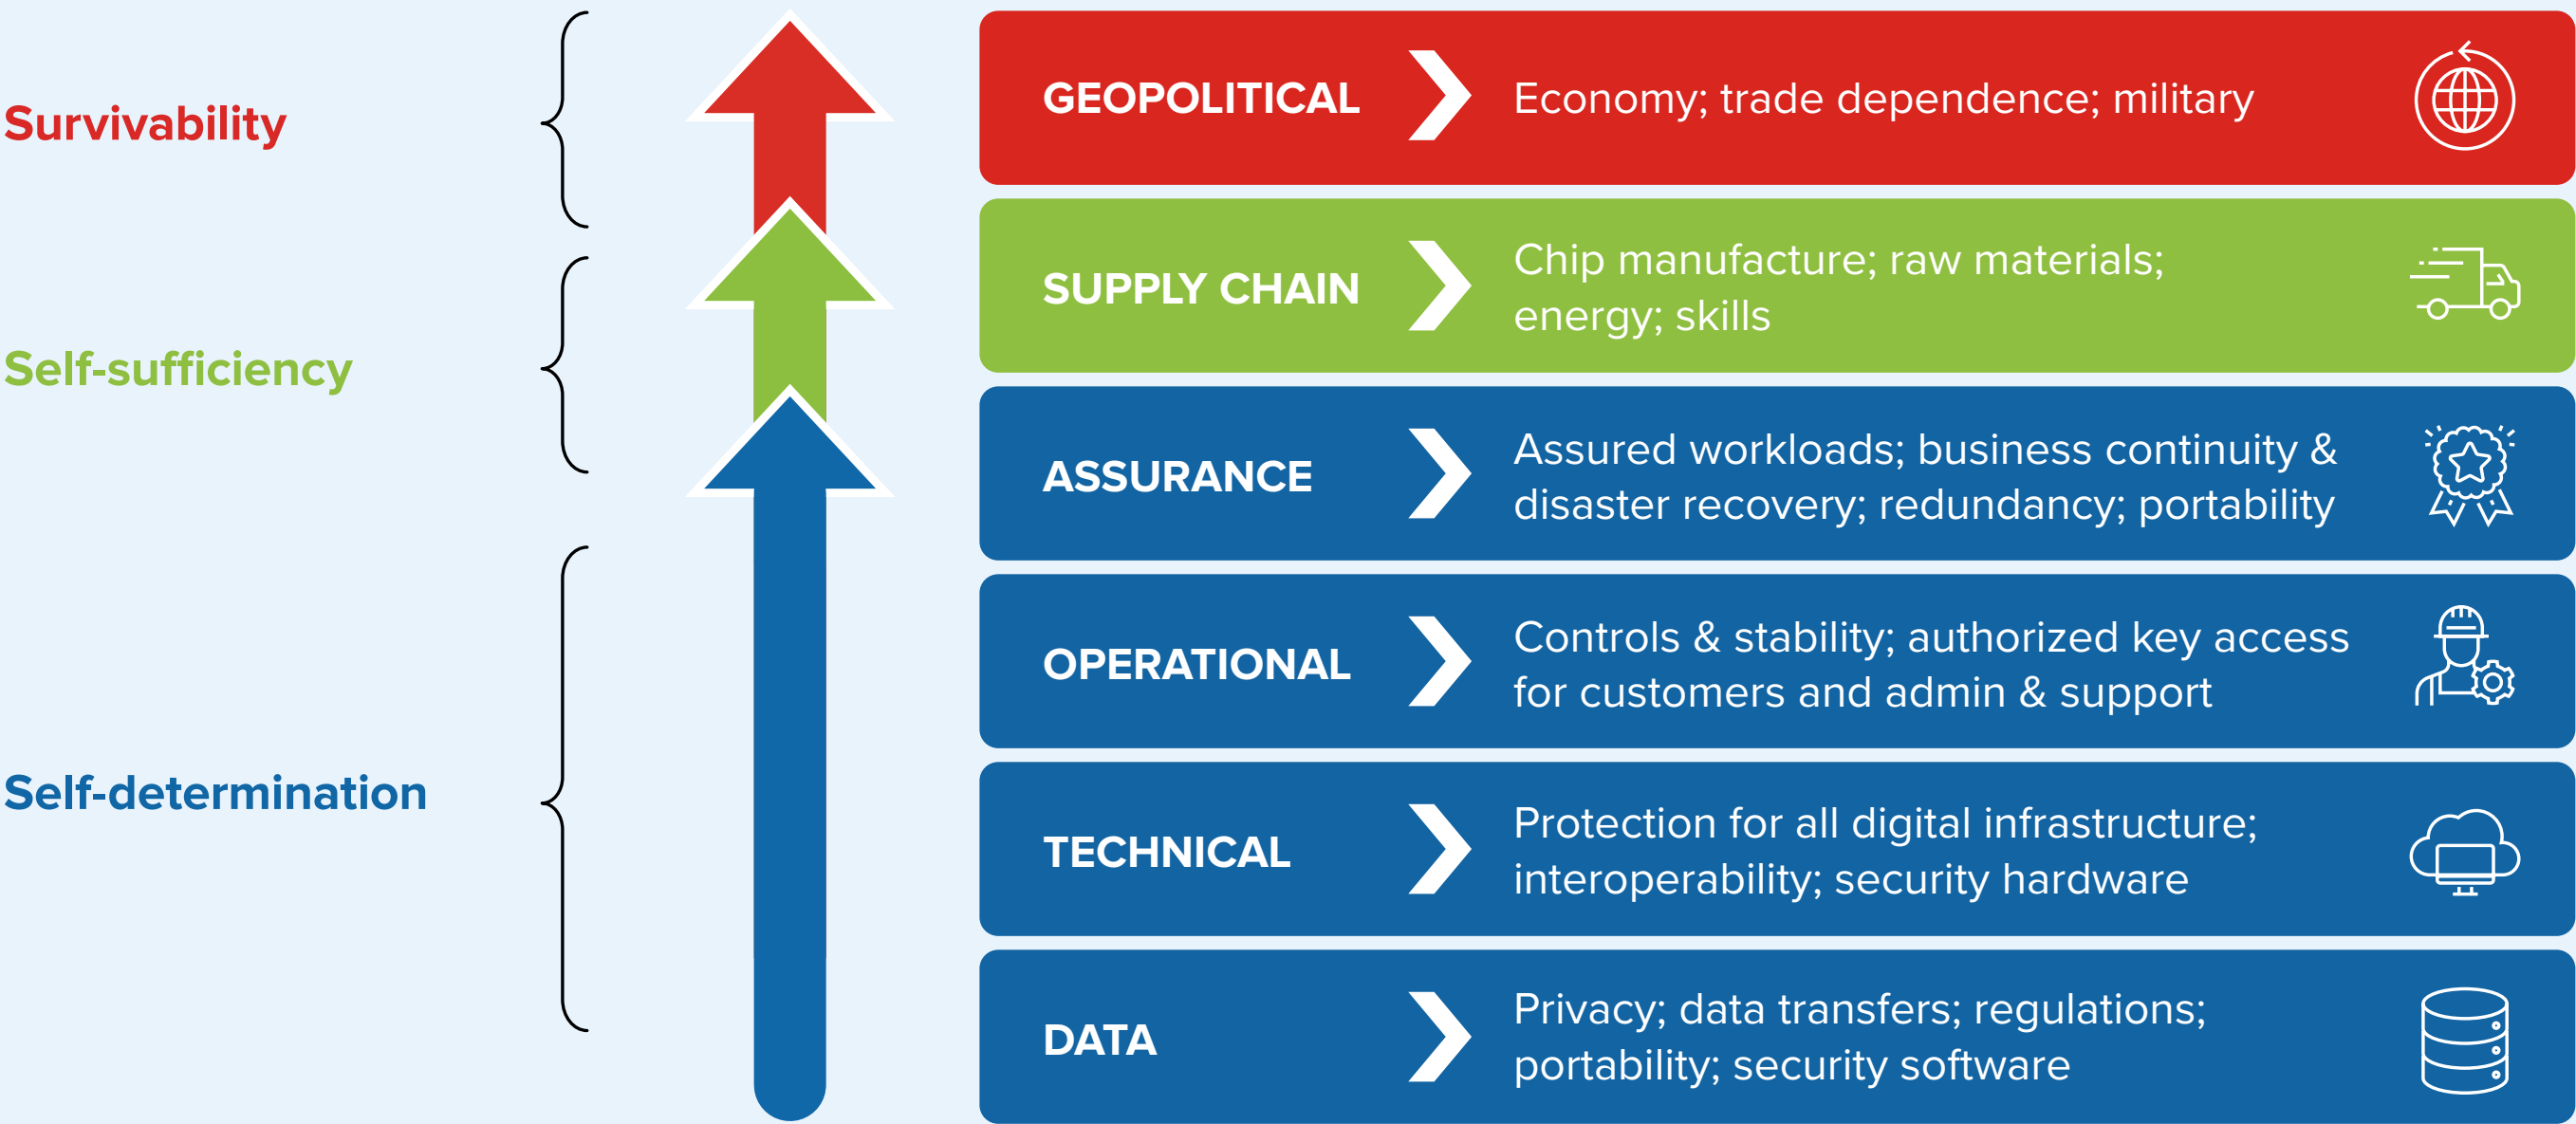 Survivability
GEOPOLITICAL
Economy; trade dependence; military
Self-sufficiency
SUPPLY CHAIN
Chip manufacture; raw materials;
energy; skills
ASSURANCE
Assured workloads; business continuity &
disaster recovery; redundancy; portability
Self-determination
OPERATIONAL
Controls & stability; authorized key access
for customers and admin & support
TECHNICAL
Protection for all digital infrastructure;
interoperability; security hardware
DATA
Privacy; data transfers; regulations;
portability; security software